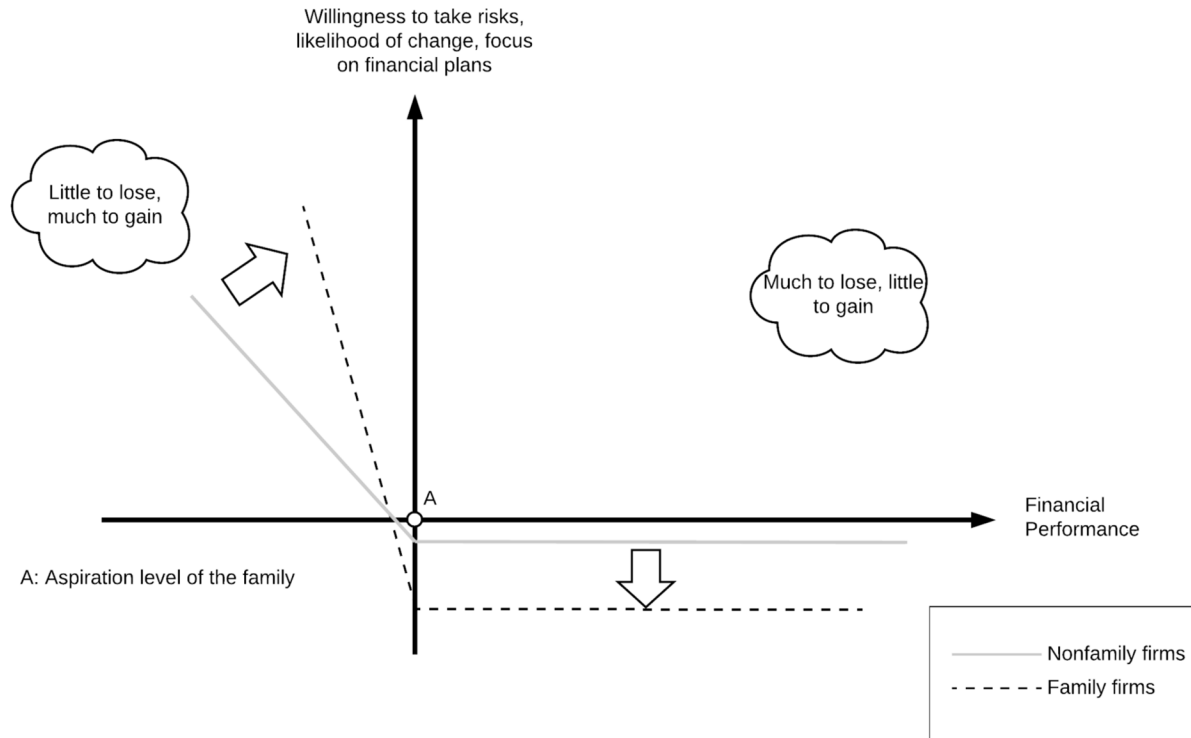 Willingness to take risks,
likelihood of change, focus
on financial plans
Little to lose,
much to gain
Much to lose, little
to gain
A
Financial
Performance
A: Aspiration level of the family
Nonfamily firms
Family firms